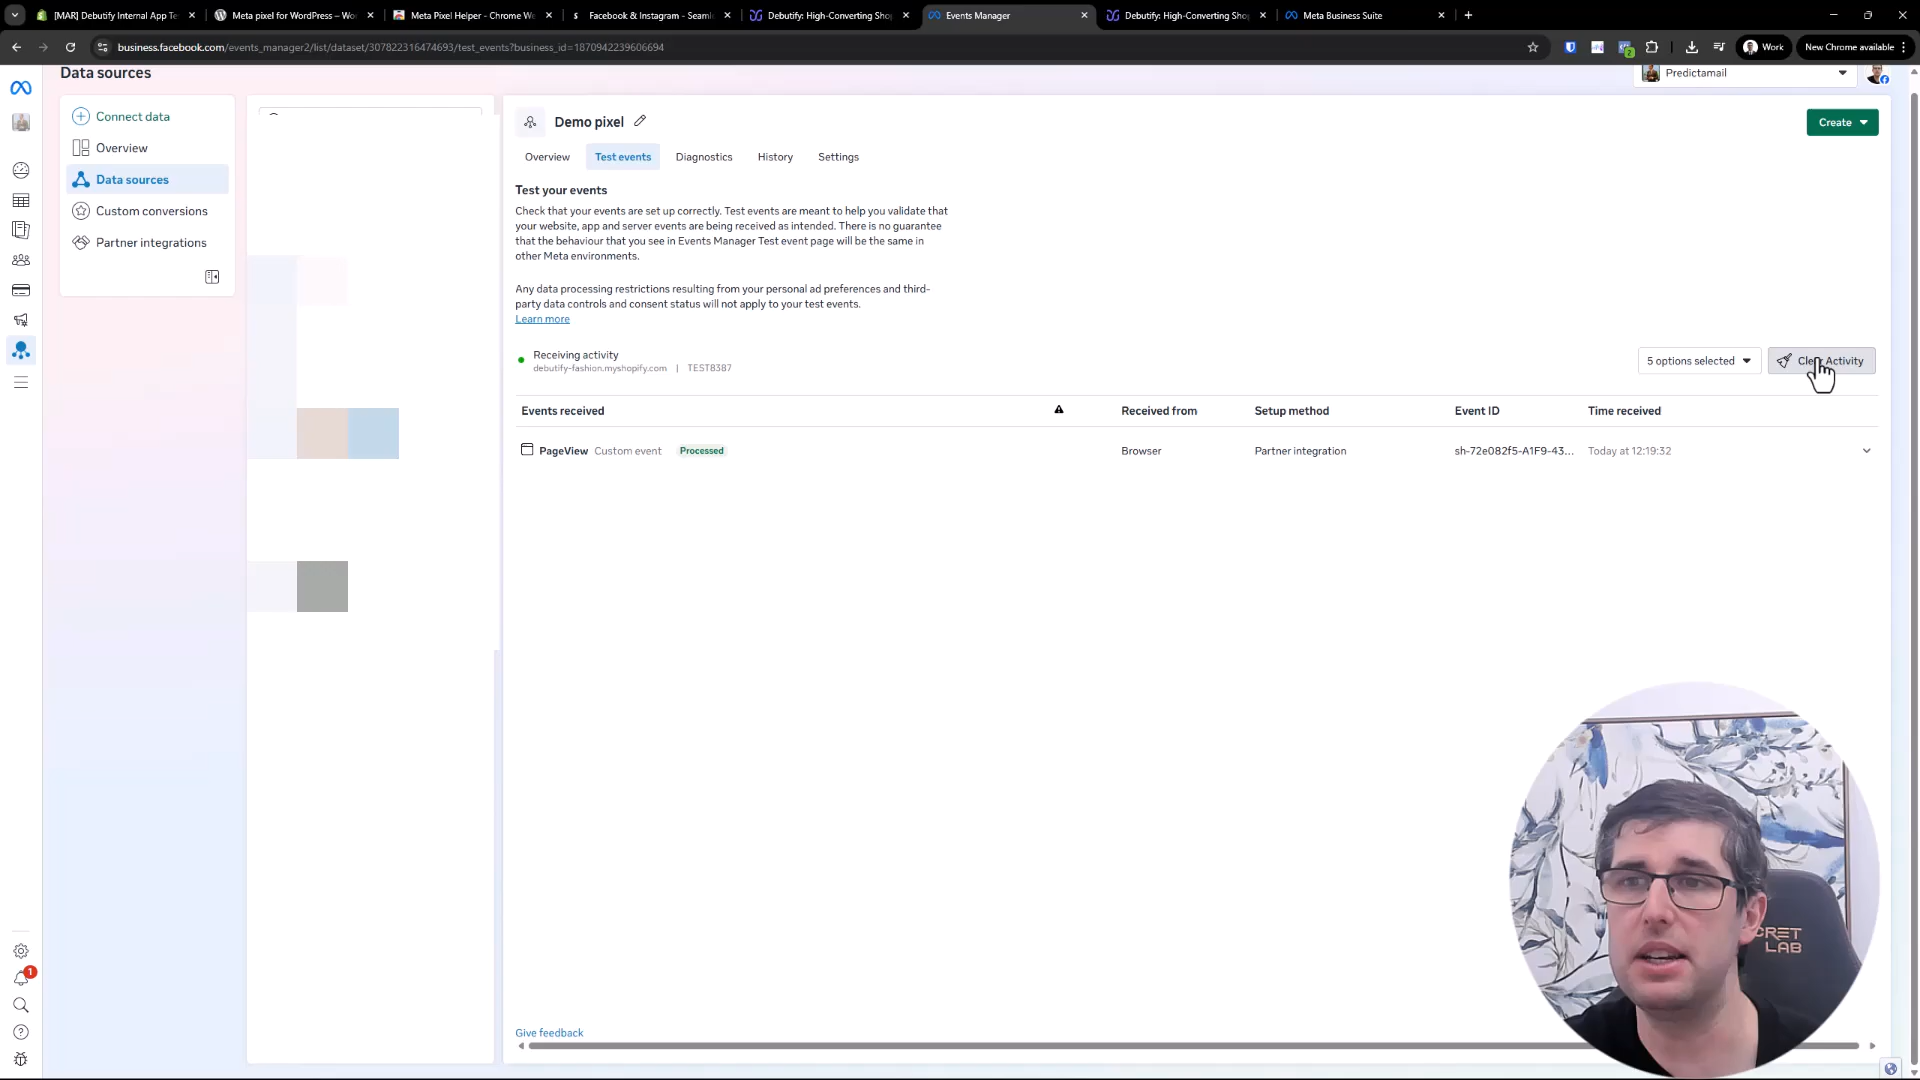 [MAR] Debutify Internal App Te
Meta pixel for WordPress – Wo
Meta Pixel Helper - Chrome We
Facebook & Instagram - Seaml
Debutify: High-Converting Sho
Events Manager
Debutify: High-Converting Sho
Meta Business Suite
business.facebook.com/events_manager2/list/dataset/307822316474693/test_events?business_id=1870942239606694
2
Work
New Chrome available
Data sources
Predictamail
Connect data
Overview
Data sources
Custom conversions
Partner integrations
Demo pixel
Create
Overview
Test events
Diagnostics
History
Settings
Test your events
Check that your events are set up correctly. Test events are meant to help you validate that
your website, app and server events are being received as intended. There is no guarantee
that the behaviour that you see in Events Manager Test event page will be the same in
other Meta environments.
Any data processing restrictions resulting from your personal ad preferences and third-
party data controls and consent status will not apply to your test events.
Learn more
Receiving activity
debutify-fashion.myshopify.com | TEST8387
5 options selected
Clear Activity
Events received
Received from
Setup method
Event ID
Time received
PageView Custom event Processed
Browser
Partner integration
sh-72e082f5-A1F9-43...
Today at 12:19:32
1
Give feedback
CRET
LAB